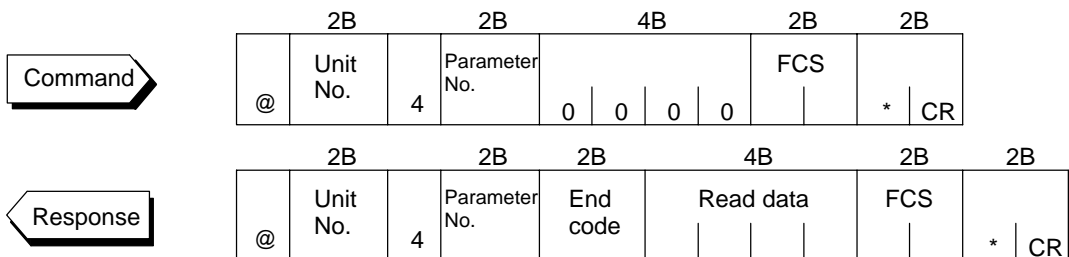 2B 2B 4B 2B 2B
Command
@ Unit No. 4 Parameter No. 0 0 0 0 FCS * CR
2B 2B 2B 4B 2B 2B
Response
@ Unit No. 4 Parameter No. End code Read data FCS * CR